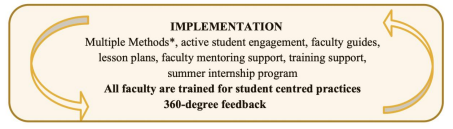 IMPLEMENTATION
Multiple Methods*, active student engagement, faculty guides,
lesson plans, faculty mentoring support, training support,
summer internship program
All faculty are trained for student centred practices
360-degree feedback